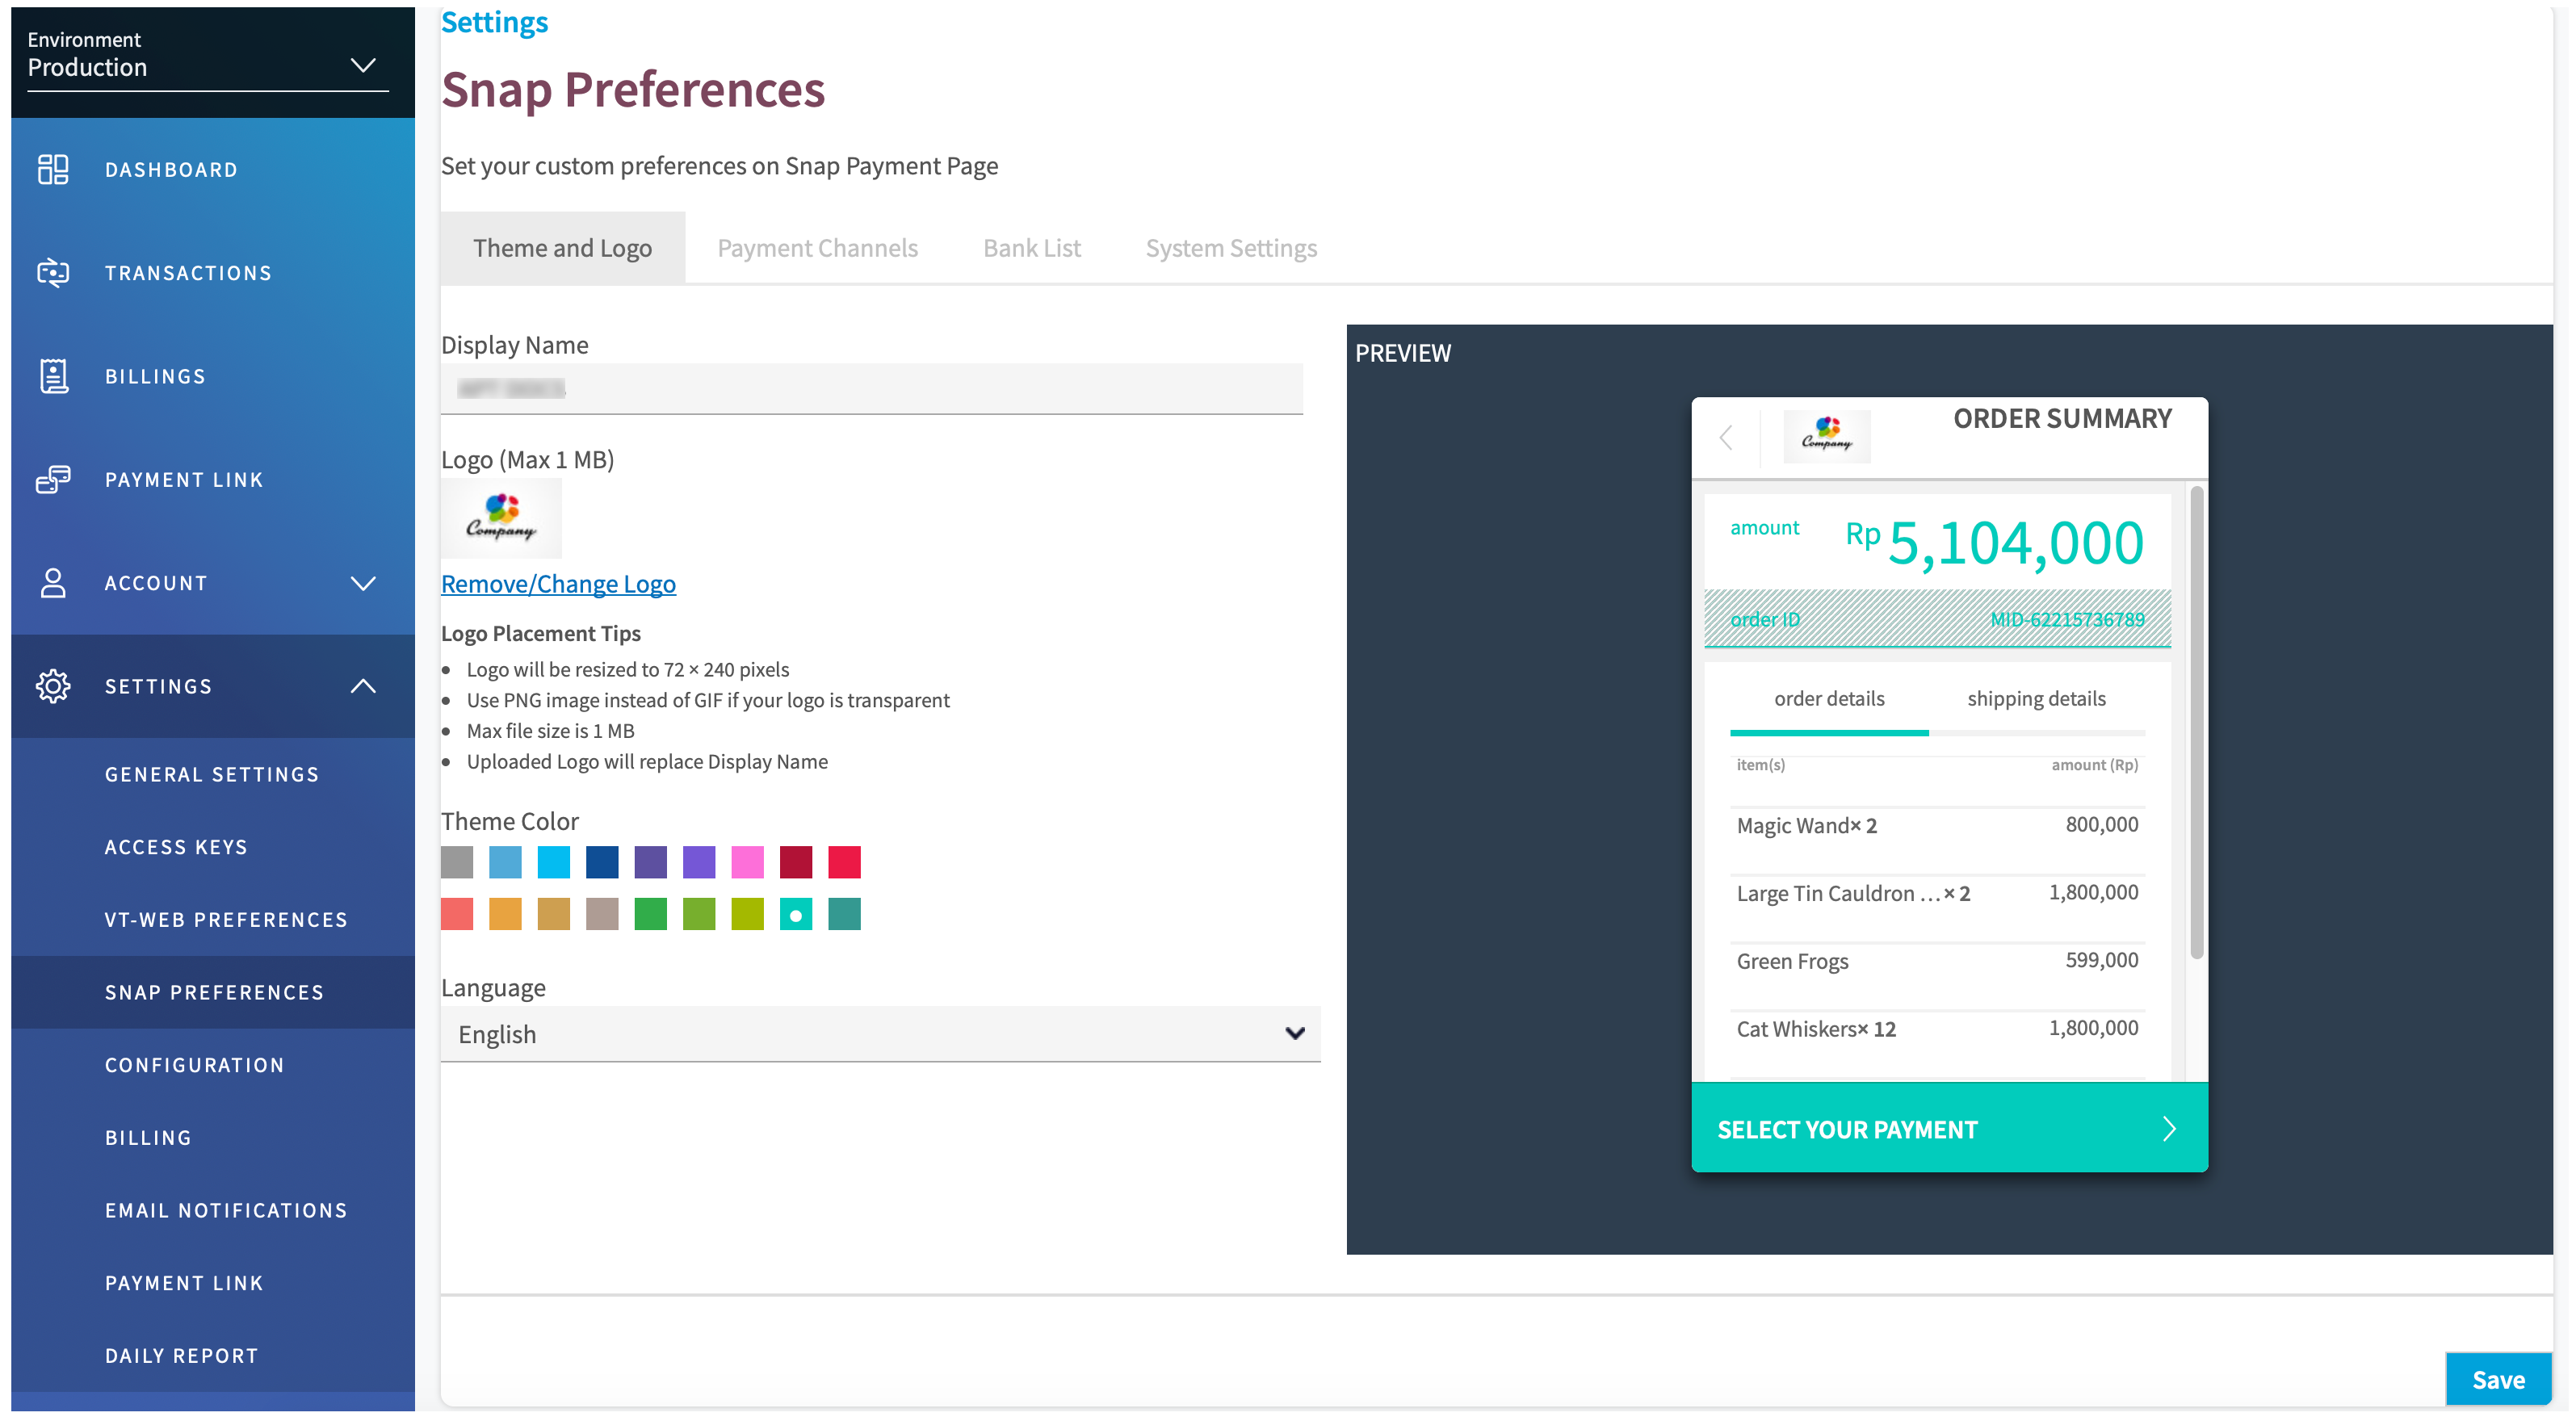 Environment
Production
DASHBOARD
TRANSACTIONS
BILLINGS
PAYMENT LINK
ACCOUNT
SETTINGS
GENERAL SETTINGS
ACCESS KEYS
VT-WEB PREFERENCES
SNAP PREFERENCES
CONFIGURATION
BILLING
EMAIL NOTIFICATIONS
PAYMENT LINK
DAILY REPORT
Settings
Snap Preferences
Set your custom preferences on Snap Payment Page
Theme and Logo Payment Channels Bank List System Settings
Display Name
Logo (Max 1 MB)
Company
Remove/Change Logo
Logo Placement Tips
• Logo will be resized to 72 × 240 pixels
• Use PNG image instead of GIF if your logo is transparent
• Max file size is 1 MB
• Uploaded Logo will replace Display Name
Theme Color
Language
English
PREVIEW
Company ORDER SUMMARY
amount Rp 5,104,000
order ID MID-62215736789
order details shipping details
item(s) amount (Rp)
Magic Wand× 2 800,000
Large Tin Cauldron ...× 2 1,800,000
Green Frogs 599,000
Cat Whiskers× 12 1,800,000
SELECT YOUR PAYMENT
Save